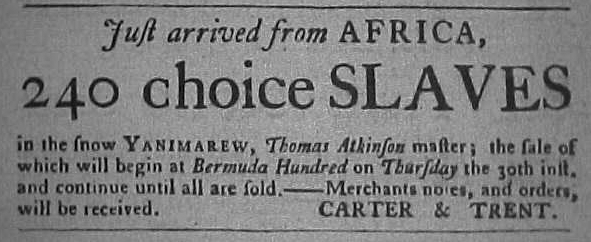 Juſt arrived from AFRICA,
240 choice SLAVES
in the ſnow YANIMAREW, Thomas Atkinſon maſter; the ſale of
which will begin at Bermuda Hundred on Thurſday the 30th inſt.
and continue until all are ſold.——Merchants notes, and orders,
will be received. CARTER & TRENT.